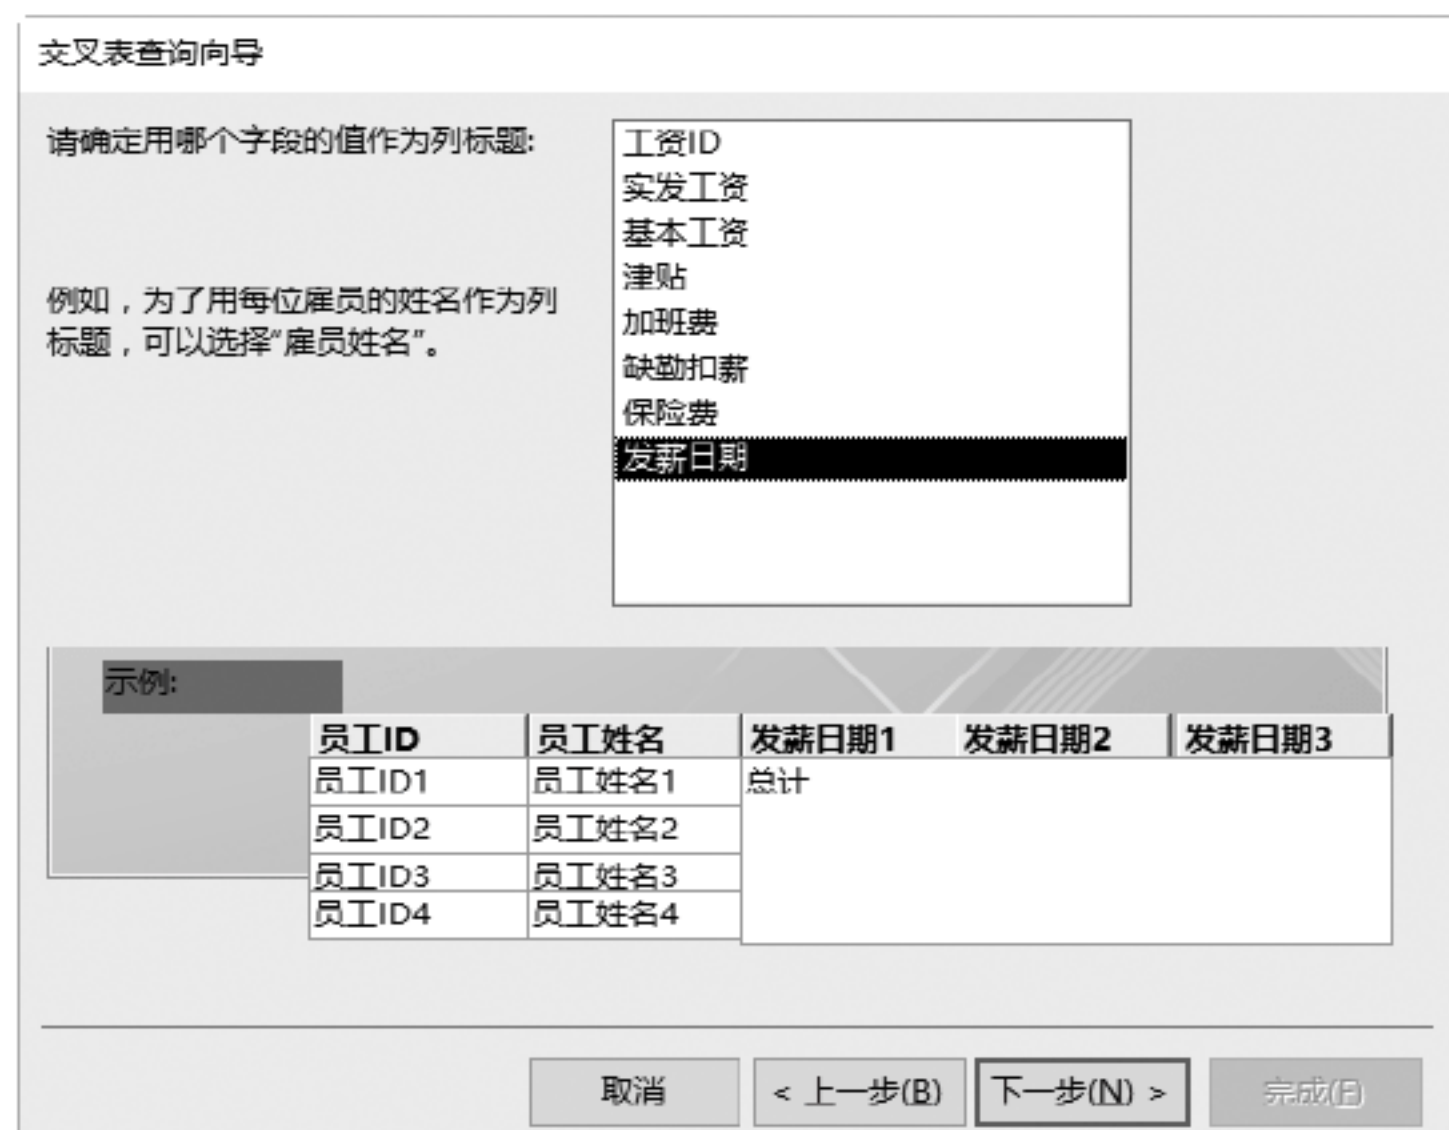 交叉表查询向导
请确定用哪个字段的值作为列标题:
例如，为了用每位雇员的姓名作为列
标题，可以选择“雇员姓名”。
工资ID
实发工资
基本工资
津贴
加班费
缺勤扣薪
保险费
发薪日期
示例:
员工ID 员工姓名 发薪日期1 发薪日期2 发薪日期3
员工ID1 员工姓名1 总计
员工ID2 员工姓名2
员工ID3 员工姓名3
员工ID4 员工姓名4
取消 < 上一步(B) 下一步(N) > 完成(F)